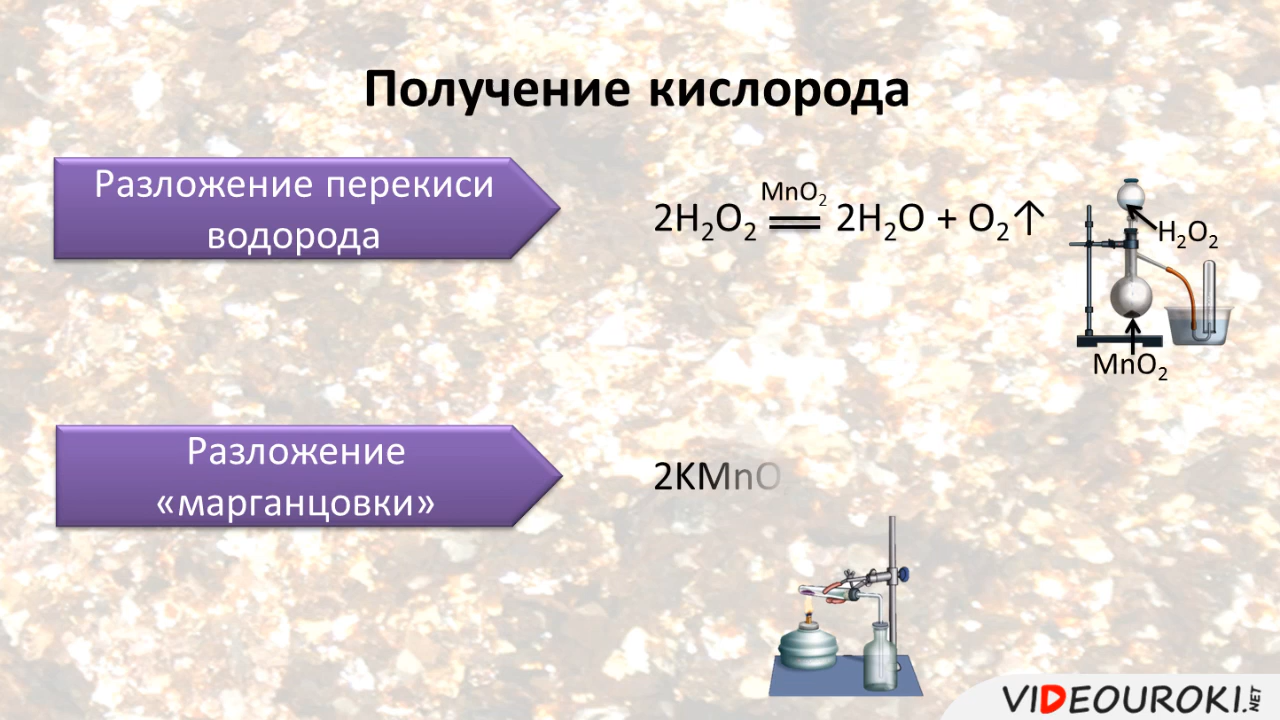 Получение кислорода
Разложение перекиси
водорода
MnO₂
2H₂O₂ == 2H₂O + O₂↑
H₂O₂
MnO₂
Разложение
«марганцовки»
2KMnO
VIDEOUROKI.NET